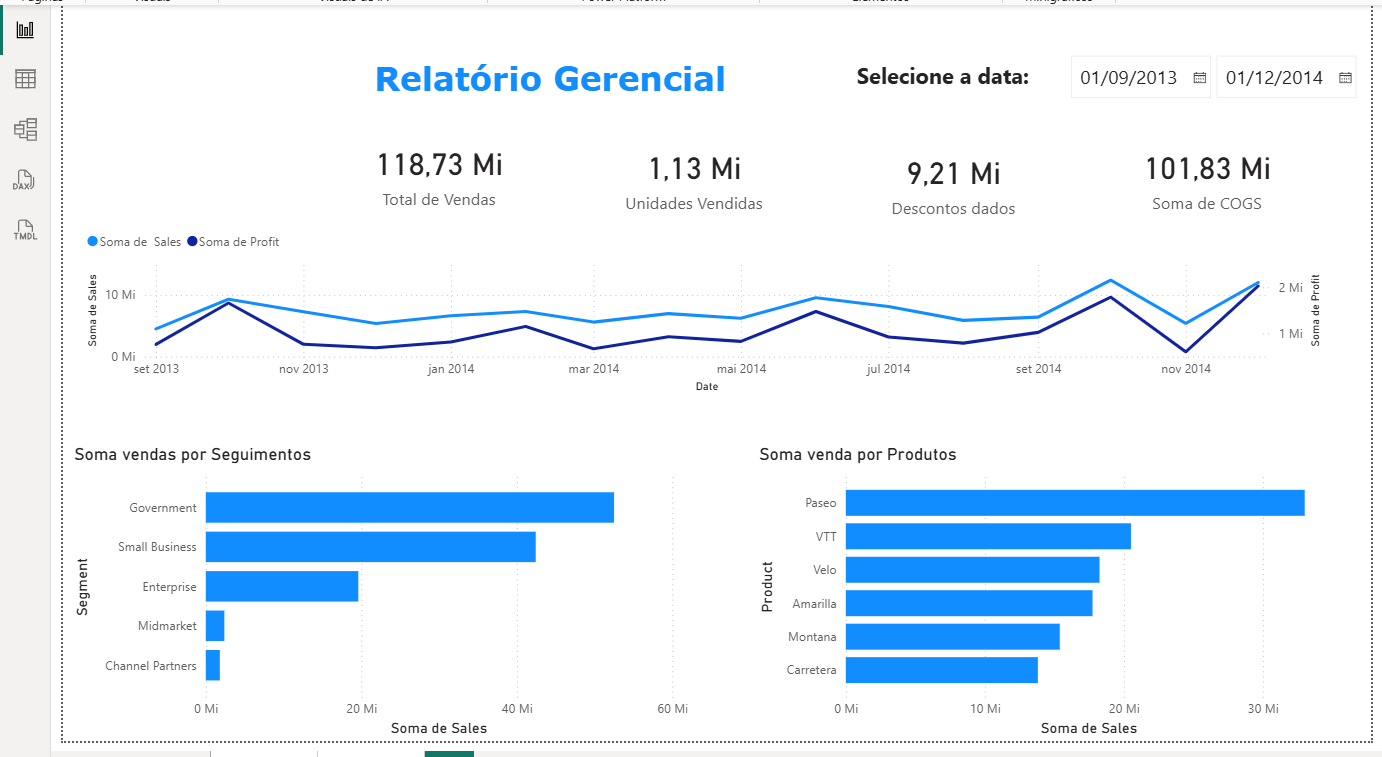 Relatório Gerencial
Selecione a data:
01/09/2013
01/12/2014
118,73 Mi
Total de Vendas
1,13 Mi
Unidades Vendidas
9,21 Mi
Descontos dados
101,83 Mi
Soma de COGS
DAX
TMDL
Soma de  Sales Soma de Profit
Soma de Sales
10 Mi
0 Mi
2 Mi
1 Mi
Soma de Profit
set 2013 nov 2013 jan 2014 mar 2014 mai 2014 jul 2014 set 2014 nov 2014
Date
Soma vendas por Seguimentos
Segment
Government
Small Business
Enterprise
Midmarket
Channel Partners
0 Mi 20 Mi 40 Mi 60 Mi
Soma de Sales
Soma venda por Produtos
Product
Paseo
VTT
Velo
Amarilla
Montana
Carretera
0 Mi 10 Mi 20 Mi 30 Mi
Soma de Sales